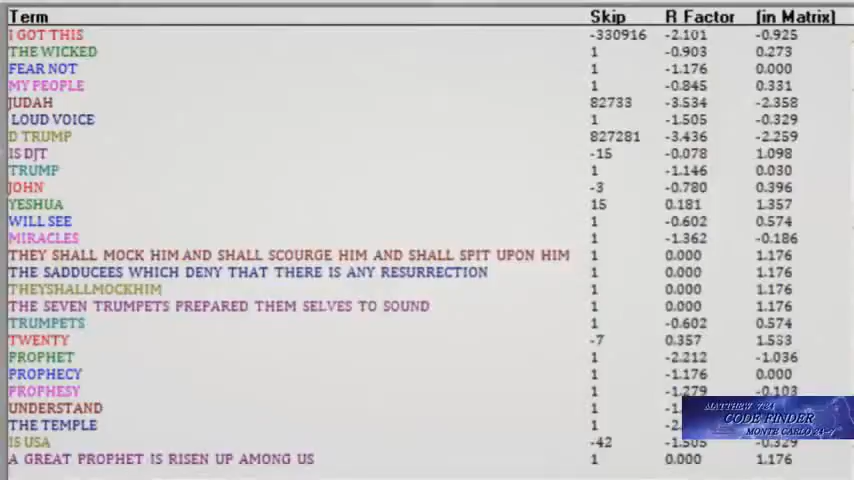 Term Skip R Factor (in Matrix)
I GOT THIS -330916 -2.101 -0.925
THE WICKED 1 -0.903 0.273
FEAR NOT 1 -1.176 0.000
MY PEOPLE 1 -0.845 0.331
JUDAH 82733 -3.534 -2.358
LOUD VOICE 1 -1.505 -0.329
D TRUMP 827281 -3.436 -2.259
IS DJT -15 -0.078 1.098
TRUMP 1 -1.146 0.030
JOHN -3 -0.780 0.396
YESHUA 15 0.181 1.357
WILL SEE 1 -0.602 0.574
MIRACLES 1 -1.362 -0.186
THEY SHALL MOCK HIM AND SHALL SCOURGE HIM AND SHALL SPIT UPON HIM 1 0.000 1.176
THE SADDUCEES WHICH DENY THAT THERE IS ANY RESURRECTION 1 0.000 1.176
THEYSHALLMOCKHIM 1 0.000 1.176
THE SEVEN TRUMPETS PREPARED THEM SELVES TO SOUND 1 0.000 1.176
TRUMPETS 1 -0.602 0.574
TWENTY -7 0.357 1.533
PROPHET 1 -2.212 -1.036
PROPHECY 1 -1.176 0.000
PROPHESY 1 -1.279 -0.103
UNDERSTAND 1
THE TEMPLE 1
IS USA -42 -1.505 -0.329
A GREAT PROPHET IS RISEN UP AMONG US 1 0.000 1.176
MATTHEW 7:24
CODE FINDER
MONTE CARLO 24-7